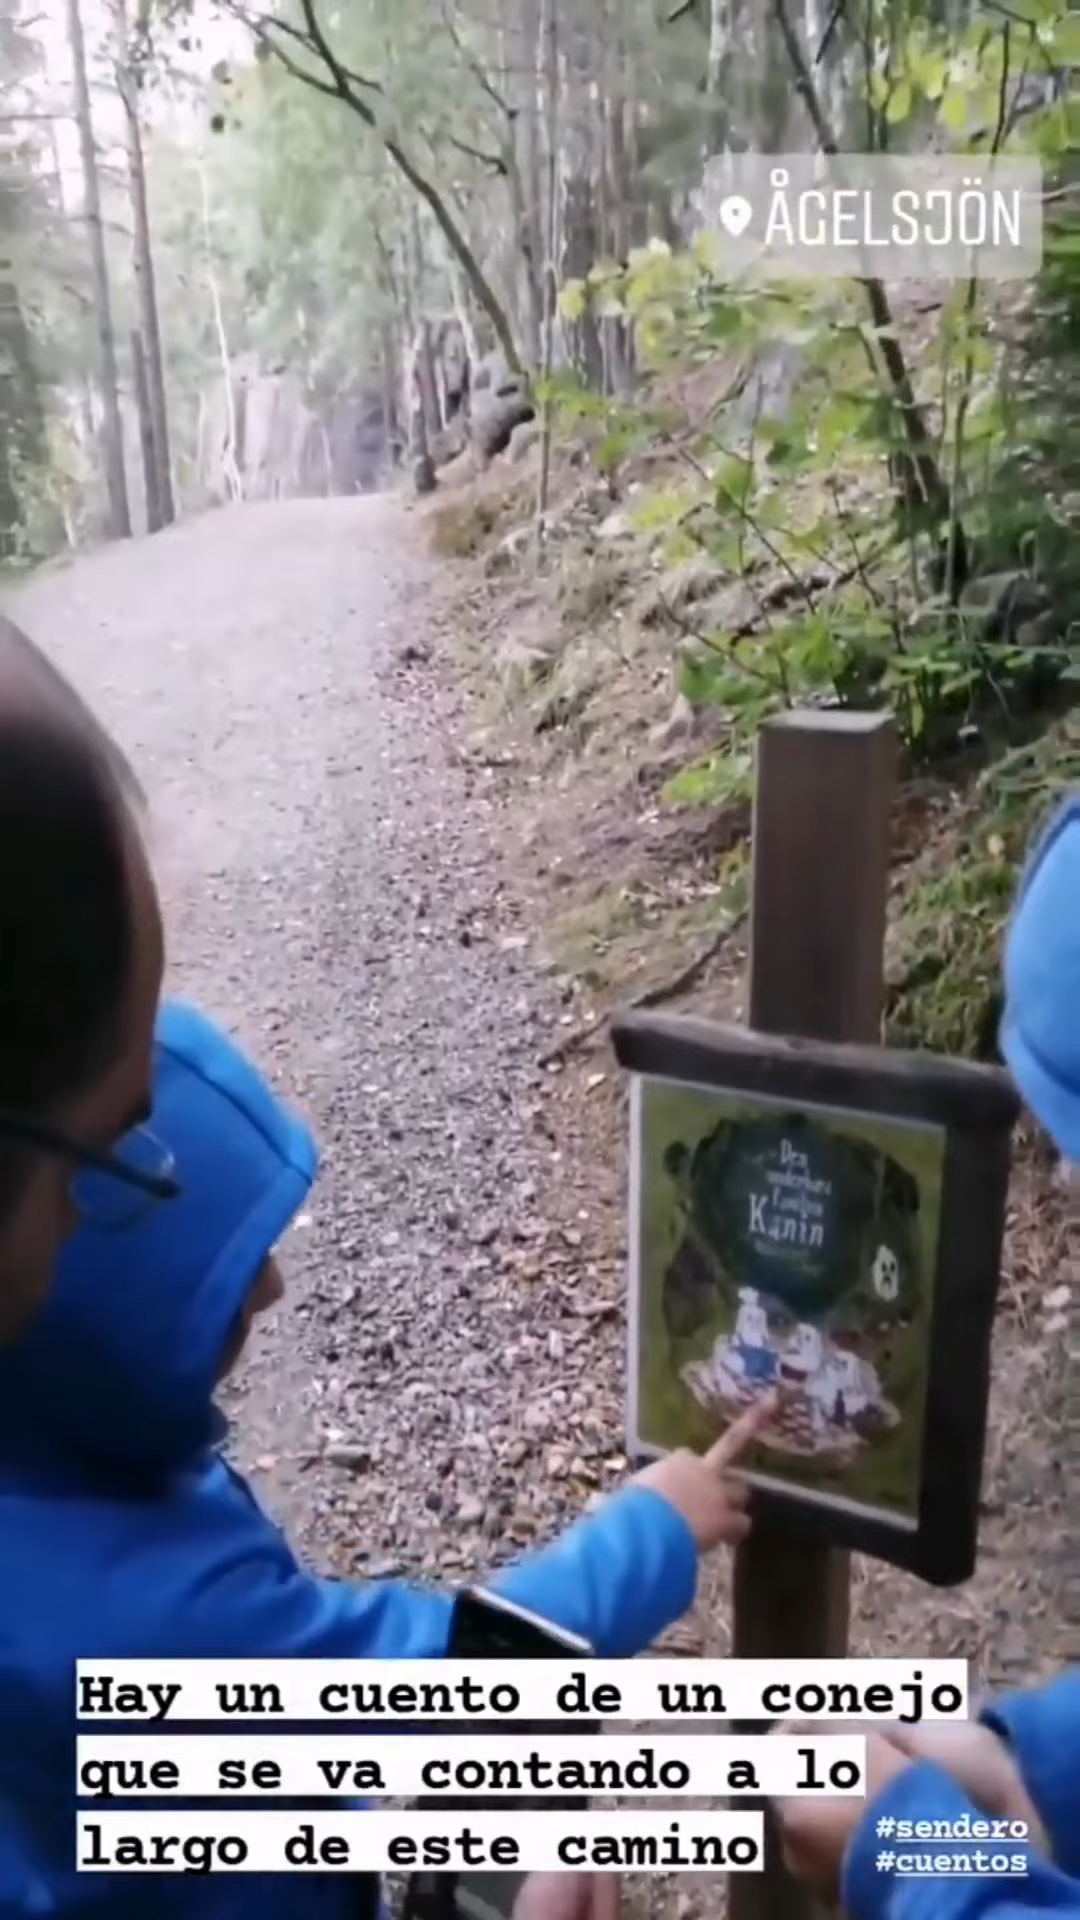 ÅGELSJÖN
Den
underbara
Familjen
Kanin
Hay un cuento de un conejo
que se va contando a lo
largo de este camino
#sendero
#cuentos